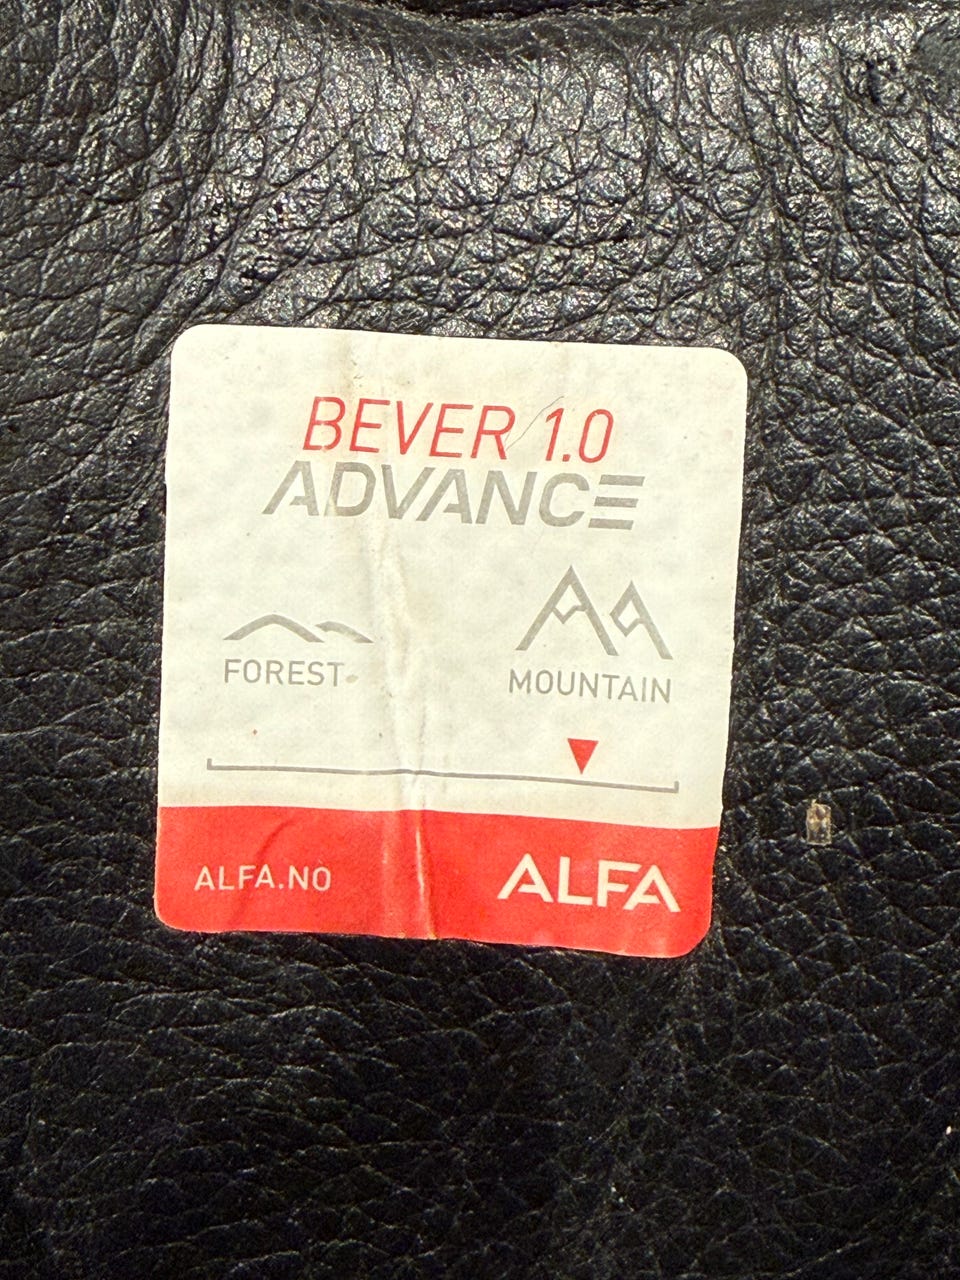 BEVER 1.0
ADVANCE
FOREST
MOUNTAIN
ALFA.NO
ALFA